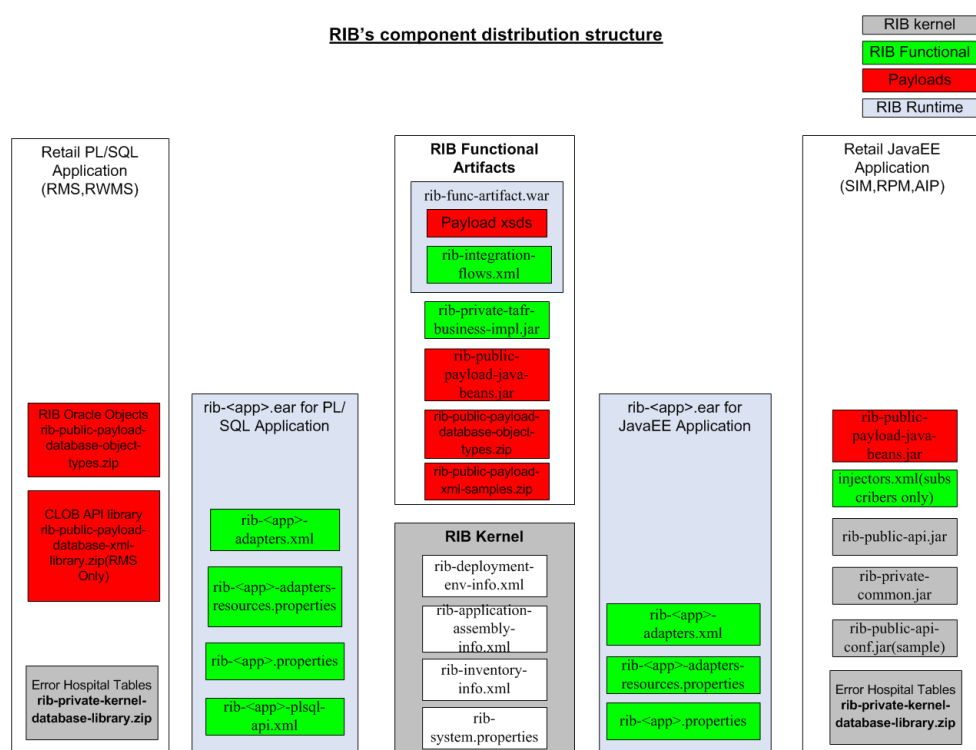 RIB's component distribution structure
RIB kernel
RIB Functional
Payloads
RIB Runtime
Retail PL/SQL
Application
(RMS,RWMS)
RIB Oracle Objects
rib-public-payload-
database-object-
types.zip
CLOB API library
rib-public-payload-
database-xml-
library.zip(RMS
Only)
Error Hospital Tables
rib-private-kernel-
database-library.zip
rib-<app>.ear for PL/
SQL Application
rib-<app>-
adapters.xml
rib-<app>-adapters-
resources.properties
rib-<app>.properties
rib-<app>-plsql-
api.xml
RIB Functional
Artifacts
rib-func-artifact.war
Payload xsds
rib-integration-
flows.xml
rib-private-tafr-
business-impl.jar
rib-public-
payload-java-
beans.jar
rib-public-payload-
database-object-
types.zip
rib-public-payload-
xml-samples.zip
RIB Kernel
rib-deployment-
env-info.xml
rib-application-
assembly-
info.xml
rib-inventory-
info.xml
rib-
system.properties
rib-<app>.ear for
JavaEE Application
rib-<app>-
adapters.xml
rib-<app>-adapters-
resources.properties
rib-<app>.properties
Retail JavaEE
Application
(SIM,RPM,AIP)
rib-public-
payload-java-
beans.jar
injectors.xml(subs
cribers only)
rib-public-api.jar
rib-private-
common.jar
rib-public-api-
conf.jar(sample)
Error Hospital Tables
rib-private-kernel-
database-library.zip